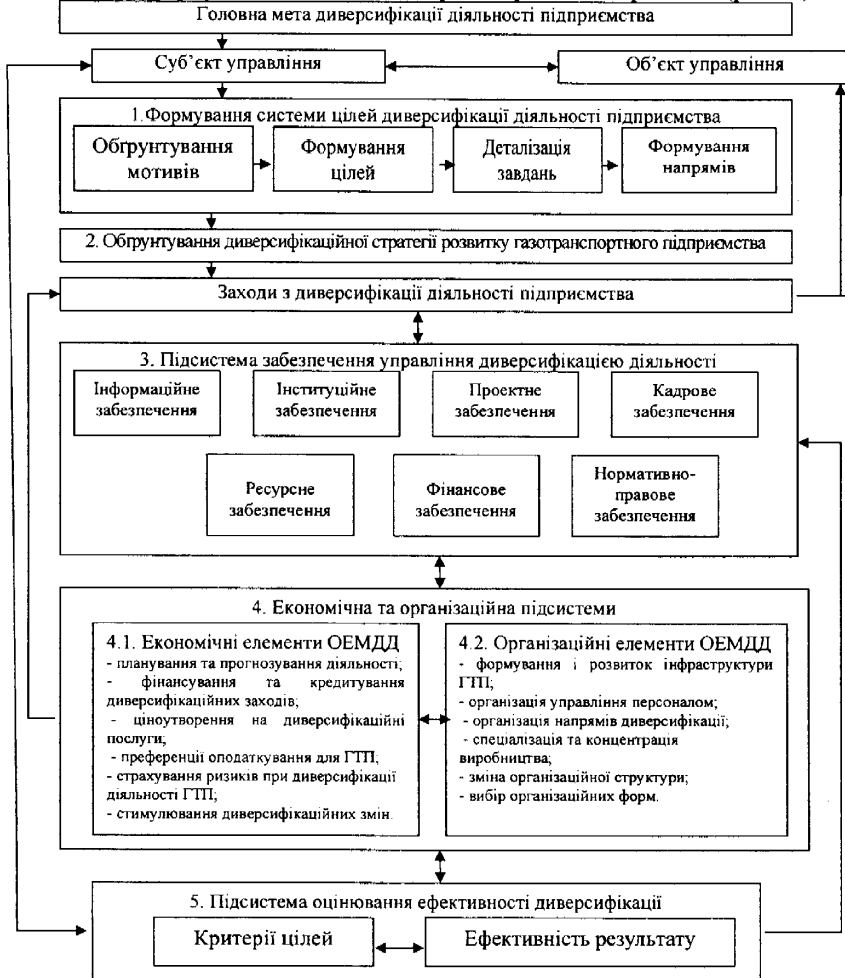 Головна мета диверсифікації діяльності підприємства
Суб’єкт управління
Об’єкт управління
1.Формування системи цілей диверсифікації діяльності підприємства
Обґрунтування
мотивів
Формування
цілей
Деталізація
завдань
Формування
напрямів
2. Обґрунтування диверсифікаційної стратегії розвитку газотранспортного підприємства
Заходи з диверсифікації діяльності підприємства
3. Підсистема забезпечення управління диверсифікацією діяльності
Інформаційне
забезпечення
Інституційне
забезпечення
Проектне
забезпечення
Кадрове
забезпечення
Ресурсне
забезпечення
Фінансове
забезпечення
Нормативно-
правове
забезпечення
4. Економічна та організаційна підсистеми
4.1. Економічні елементи ОЕМДД
- планування та прогнозування діяльності;
- фінансування та кредитування
диверсифікаційних заходів;
- ціноутворення на диверсифікаційні
послуги;
- преференції оподаткування для ГТП;
- страхування ризиків при диверсифікації
діяльності ГТП;
- стимулювання диверсифікаційних змін.
4.2. Організаційні елементи ОЕМДД
- формування і розвиток інфраструктури
ГТП;
- організація управління персоналом;
- організація напрямів диверсифікації;
- спеціалізація та концентрація
виробництва;
- зміна організаційної структури;
- вибір організаційних форм.
5. Підсистема оцінювання ефективності диверсифікації
Критерії цілей
Ефективність результату